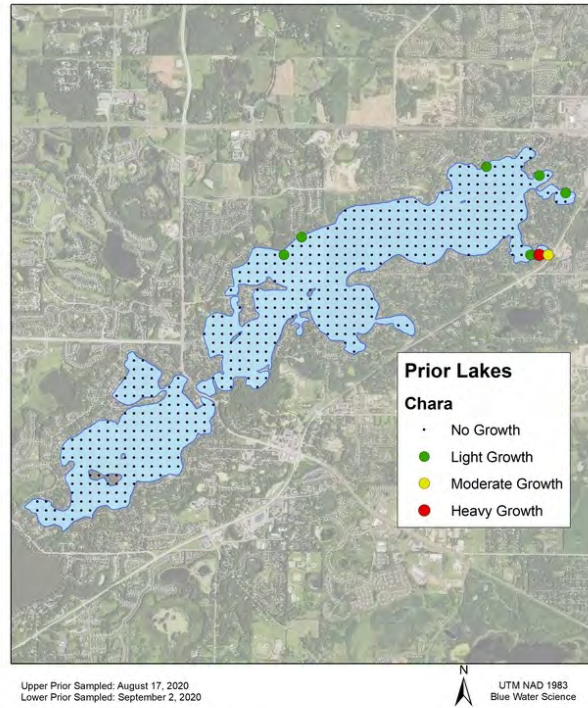 Prior Lakes
Chara
No Growth
Light Growth
Moderate Growth
Heavy Growth
N
Upper Prior Sampled: August 17, 2020
Lower Prior Sampled: September 2, 2020
UTM NAD 1983
Blue Water Science